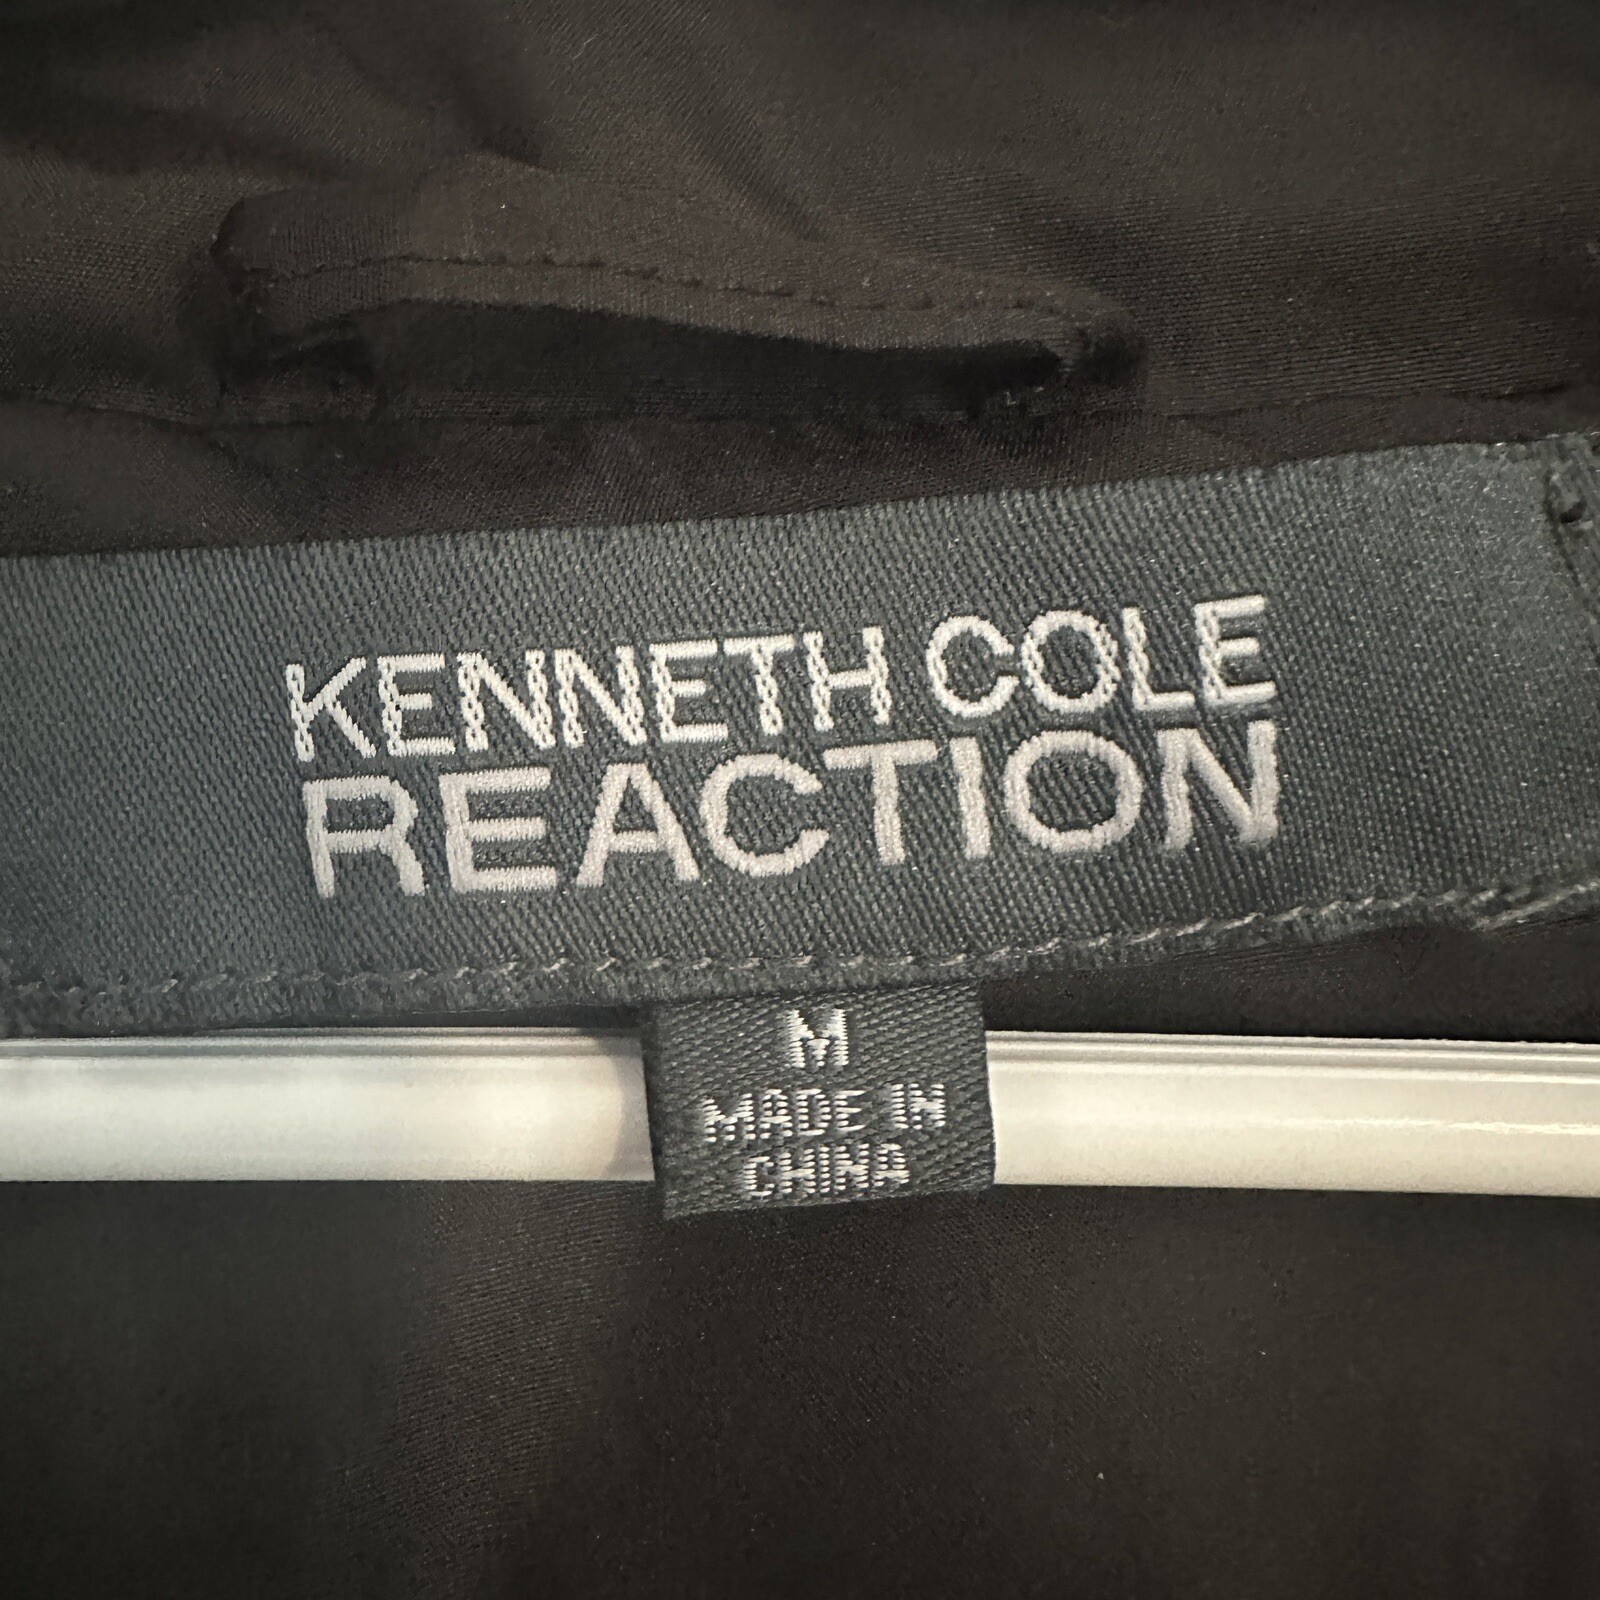 KENNETH COLE
REACTION
M
MADE IN
CHINA